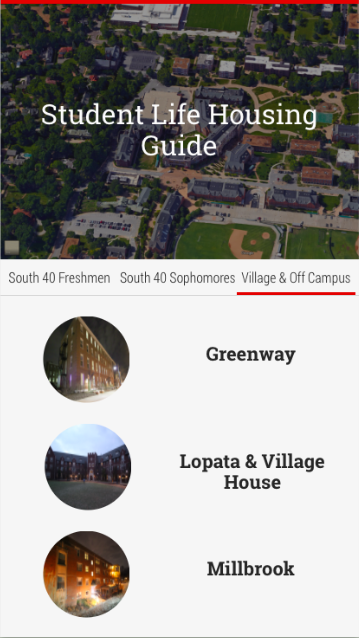 Student Life Housing
Guide
South 40 Freshmen South 40 Sophomores Village & Off Campus
Greenway
Lopata & Village
House
Millbrook